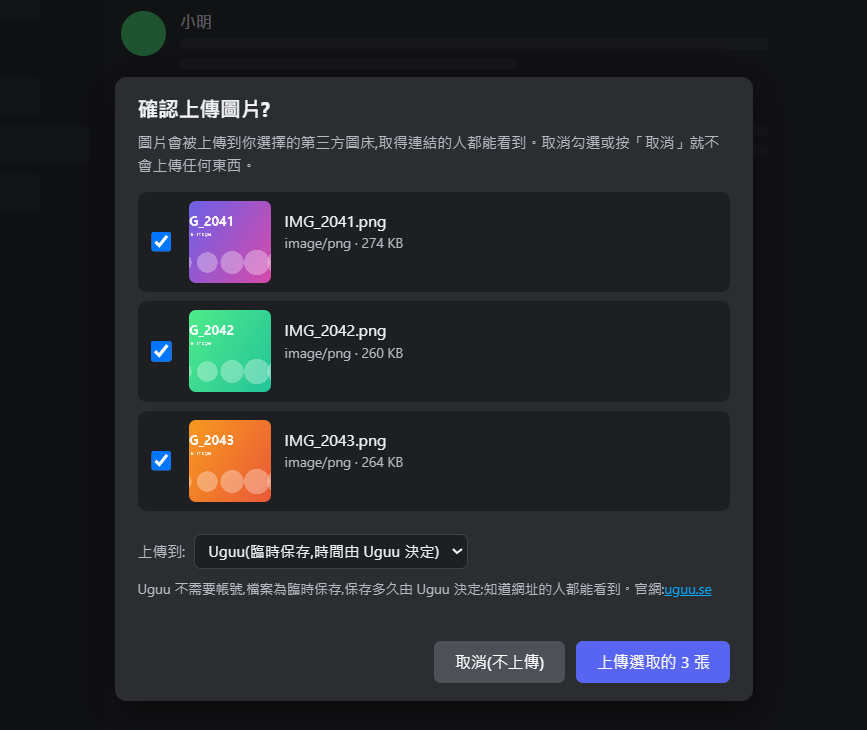 小明
確認上傳圖片?
圖片會被上傳到你選擇的第三方圖床,取得連結的人都能看到。取消勾選或按「取消」就不
會上傳任何東西。
G_2041
IMG_2041.png
image/png · 274 KB
G_2042
IMG_2042.png
image/png · 260 KB
G_2043
IMG_2043.png
image/png · 264 KB
上傳到: Uguu(臨時保存,時間由 Uguu 決定)
Uguu 不需要帳號,檔案為臨時保存,保存多久由 Uguu 決定;知道網址的人都能看到。官網:uguu.se
取消(不上傳) 上傳選取的 3 張